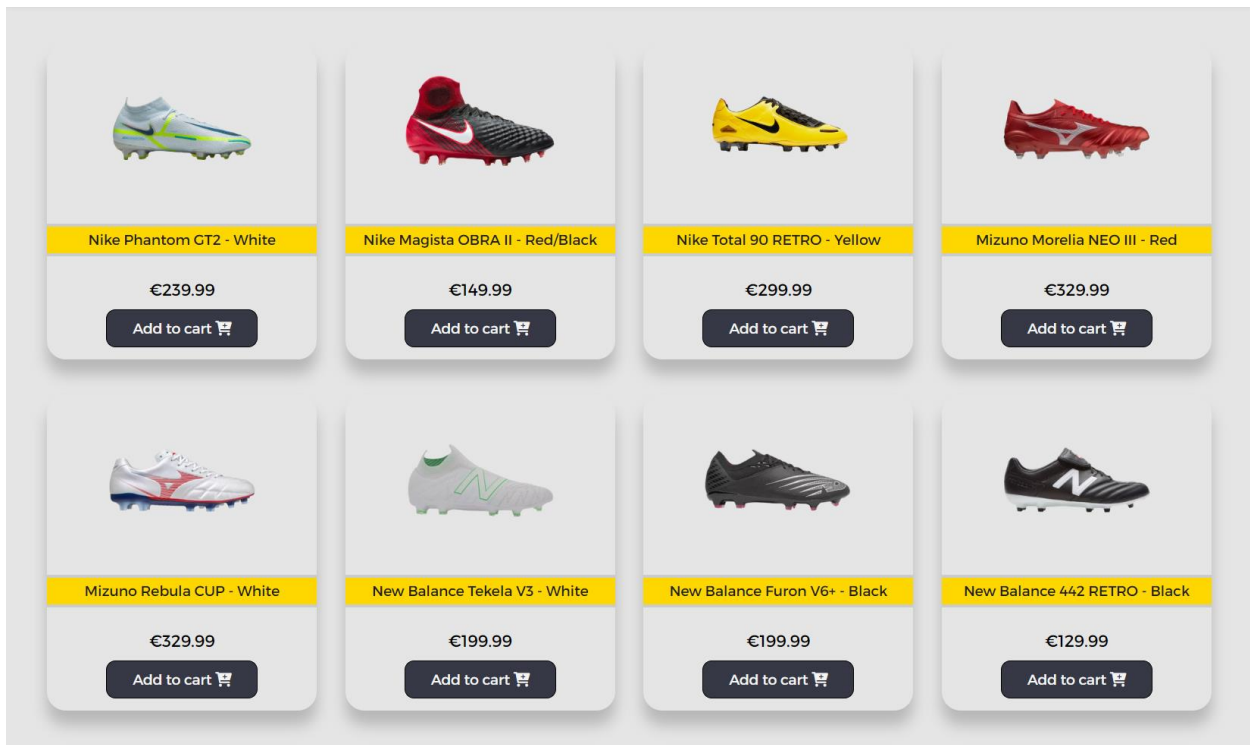 Nike Phantom GT2 - White
Nike Magista OBRA II - Red/Black
Nike Total 90 RETRO - Yellow
Mizuno Morelia NEO III - Red
€239.99
€149.99
€299.99
€329.99
Add to cart
Add to cart
Add to cart
Add to cart
Mizuno Rebula CUP - White
New Balance Tekela V3 - White
New Balance Furon V6+ - Black
New Balance 442 RETRO - Black
€329.99
€199.99
€199.99
€129.99
Add to cart
Add to cart
Add to cart
Add to cart